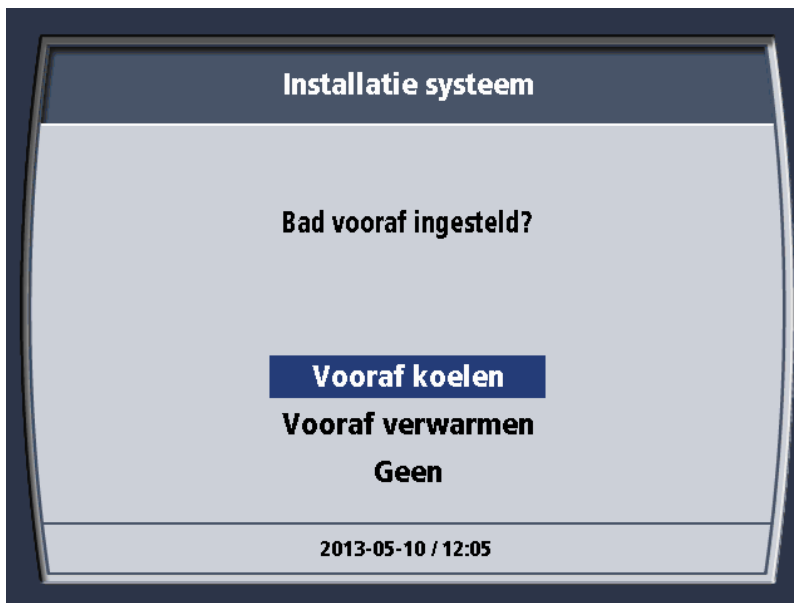 Installatie systeem
Bad vooraf ingesteld?
Vooraf koelen
Vooraf verwarmen
Geen
2013-05-10 / 12:05